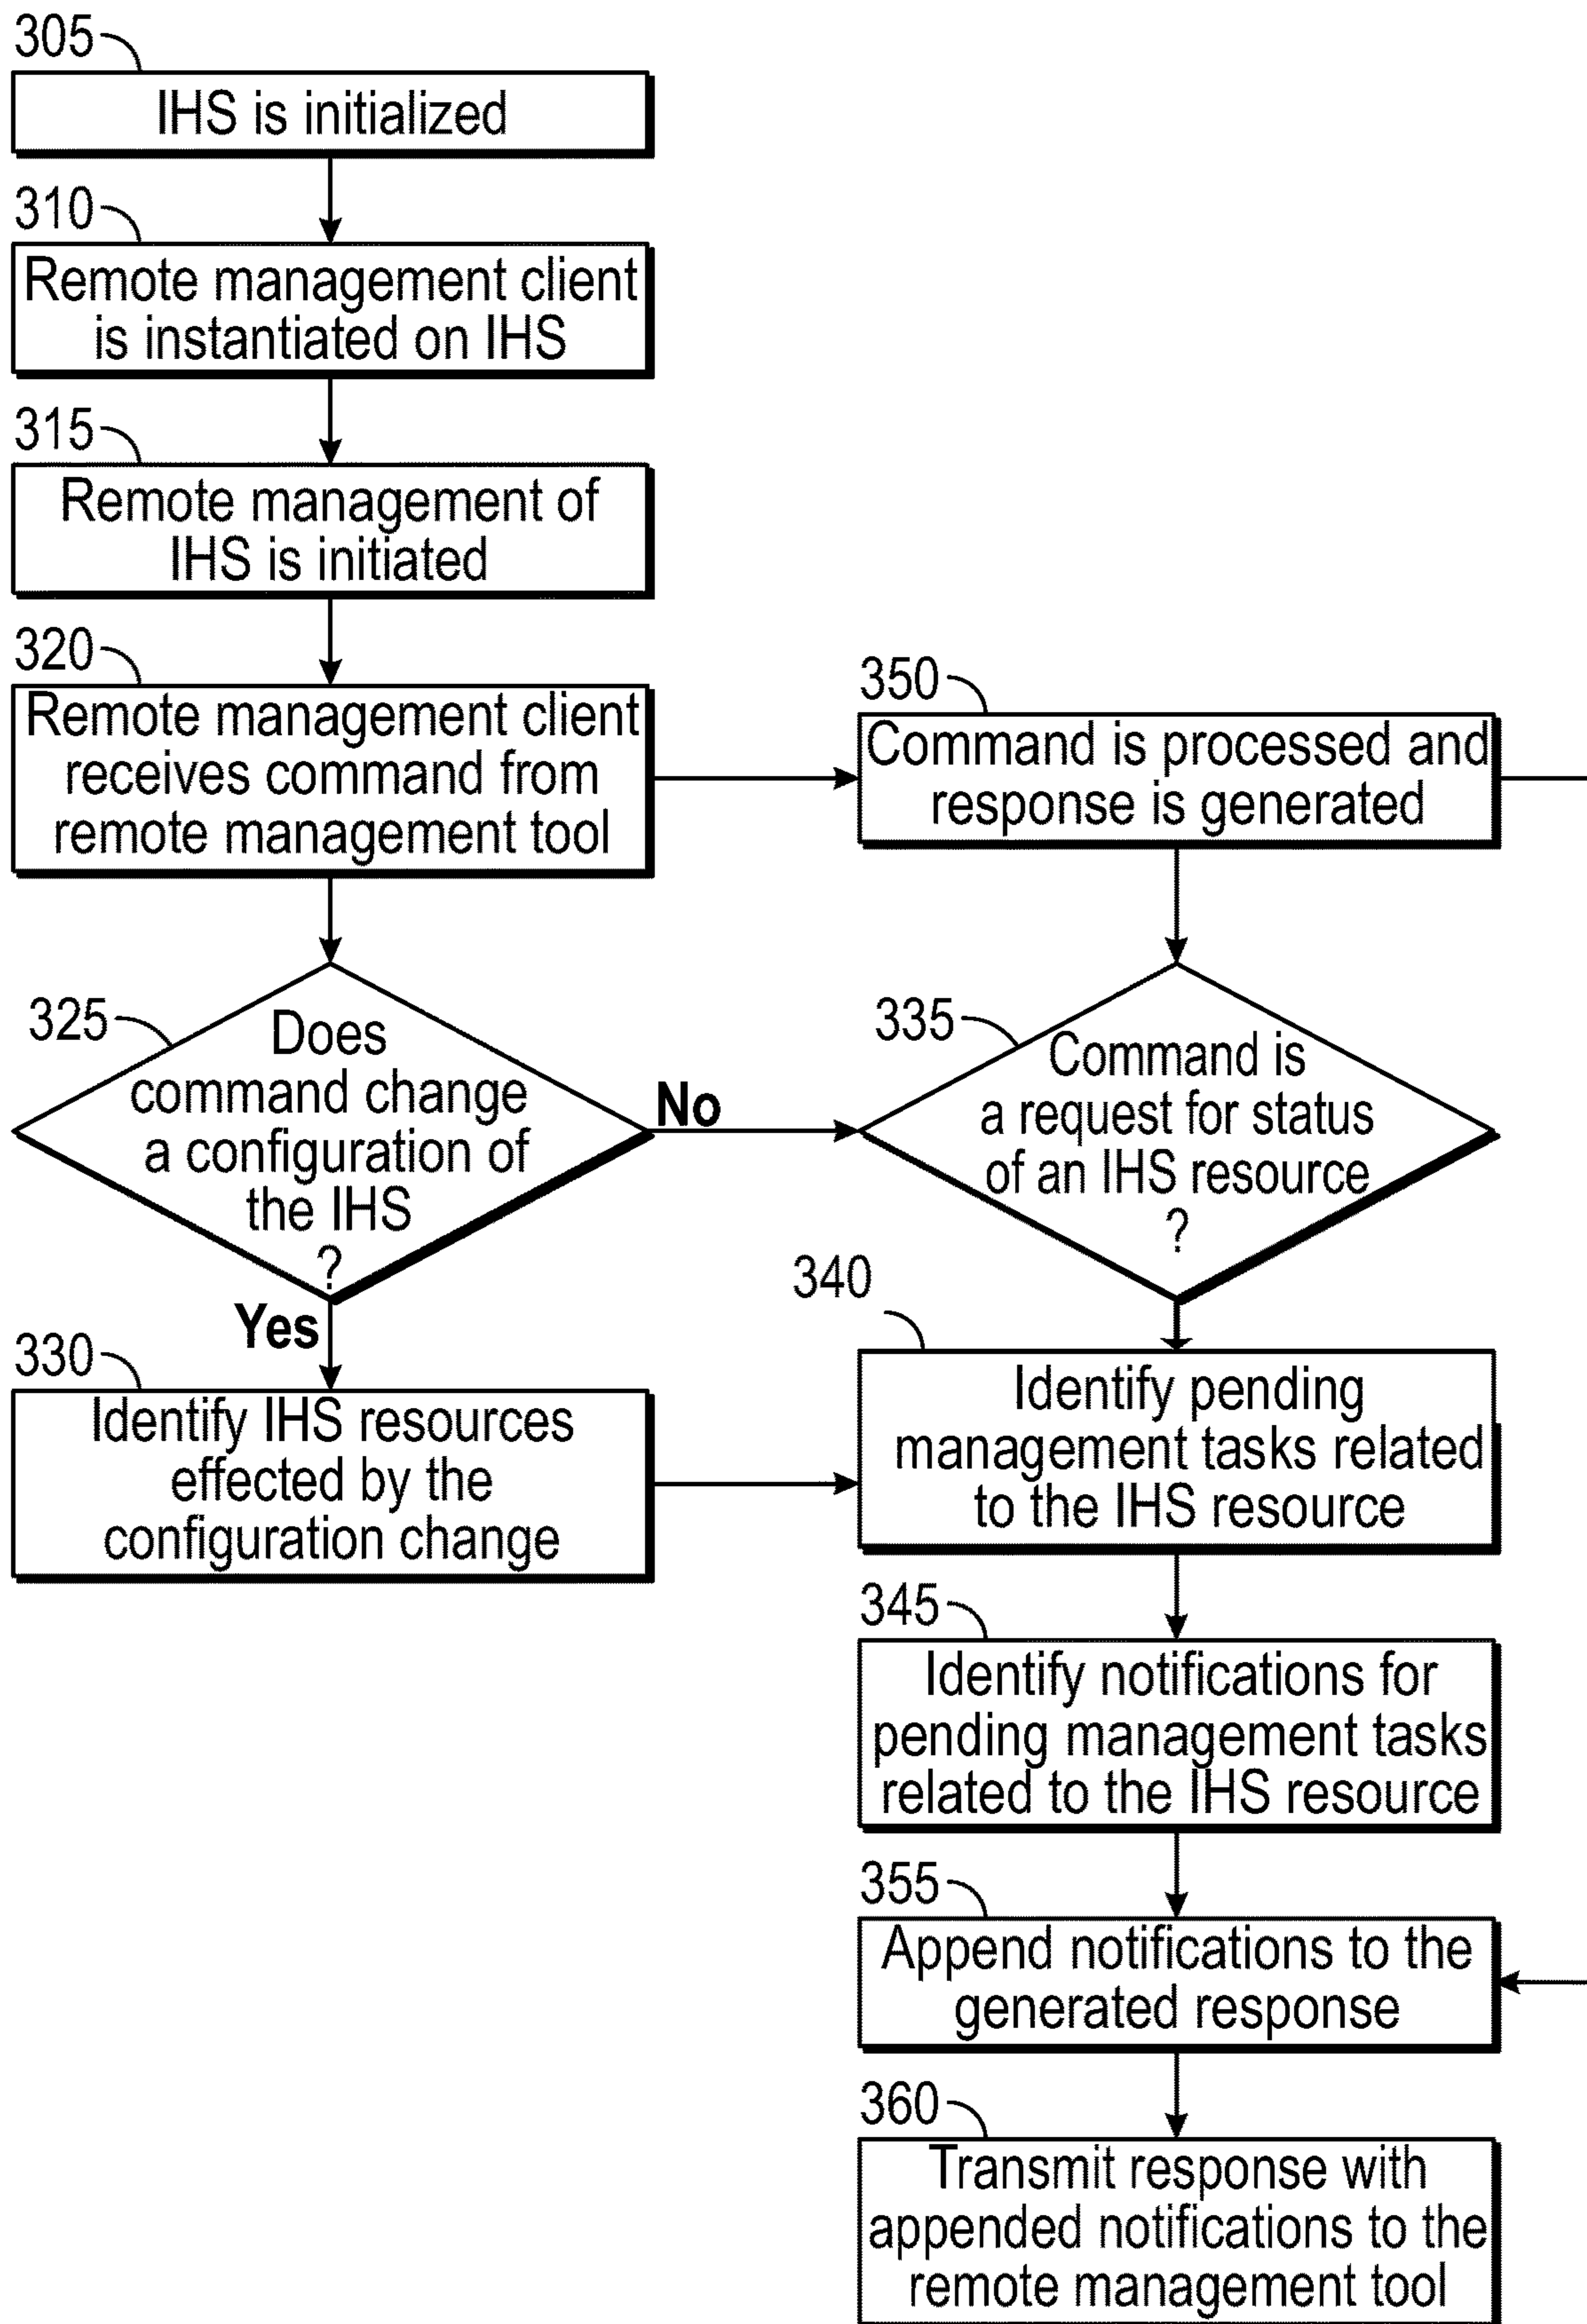 305
IHS is initialized
310
Remote management client
is instantiated on IHS
315
Remote management of
IHS is initiated
320
Remote management client
receives command from
remote management tool
325
Does
command change
a configuration of
the IHS
?
No
Yes
330
Identify IHS resources
effected by the
configuration change
350
Command is processed and
response is generated
335
Command is
a request for status
of an IHS resource
?
340
Identify pending
management tasks related
to the IHS resource
345
Identify notifications for
pending management tasks
related to the IHS resource
355
Append notifications to the
generated response
360
Transmit response with
appended notifications to the
remote management tool